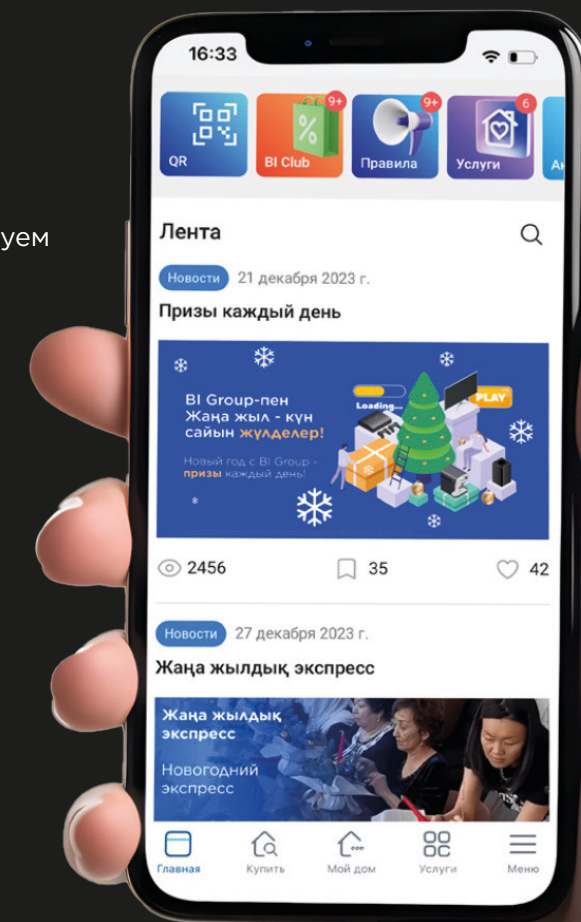 16:33
9+
9+
6
QR
BI Club
Правила
Услуги
уем
Лента
Новости 21 декабря 2023 г.
Призы каждый день
BI Group-пен
Жаңа жыл - күн
сайын жүлделер!
Новый год с BI Group -
призы каждый день!
Loading...
PLAY
2456
35
42
Новости 27 декабря 2023 г.
Жаңа жылдық экспресс
Жаңа жылдық
экспресс
Новогодний
экспресс
Главная
Купить
Мой дом
Услуги
Меню